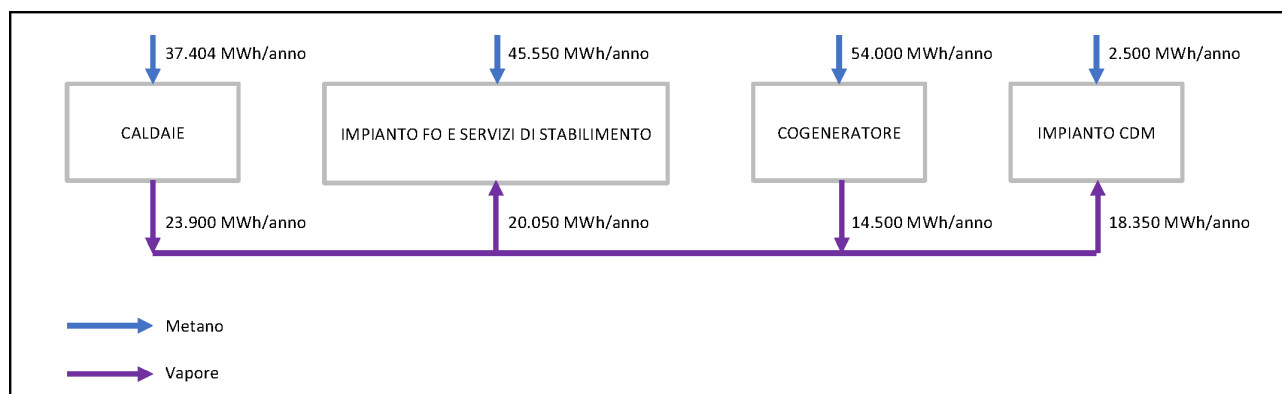 37.404 MWh/anno
45.550 MWh/anno
54.000 MWh/anno
2.500 MWh/anno
CALDAIE
IMPIANTO FO E SERVIZI DI STABILIMENTO
COGENERATORE
IMPIANTO CDM
23.900 MWh/anno
20.050 MWh/anno
14.500 MWh/anno
18.350 MWh/anno
Metano
Vapore